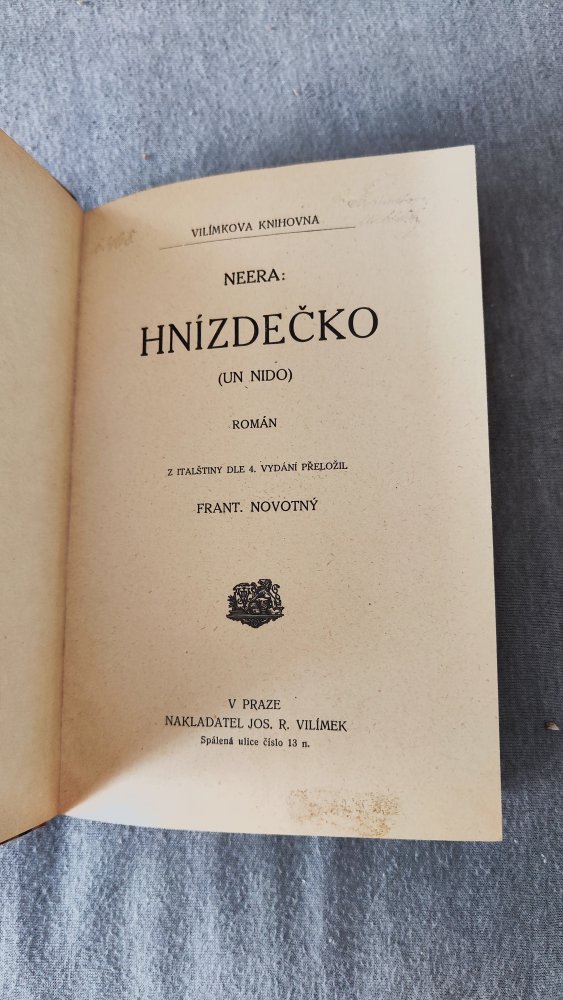 VILÍMKOVA KNIHOVNA
NEERA:
HNÍZDEČKO
(UN NIDO)
ROMÁN
Z ITALŠTINY DLE 4. VYDÁNÍ PŘELOŽIL
FRANT. NOVOTNÝ
V PRAZE
NAKLADATEL JOS. R. VILÍMEK
Spálená ulice číslo 13 n.